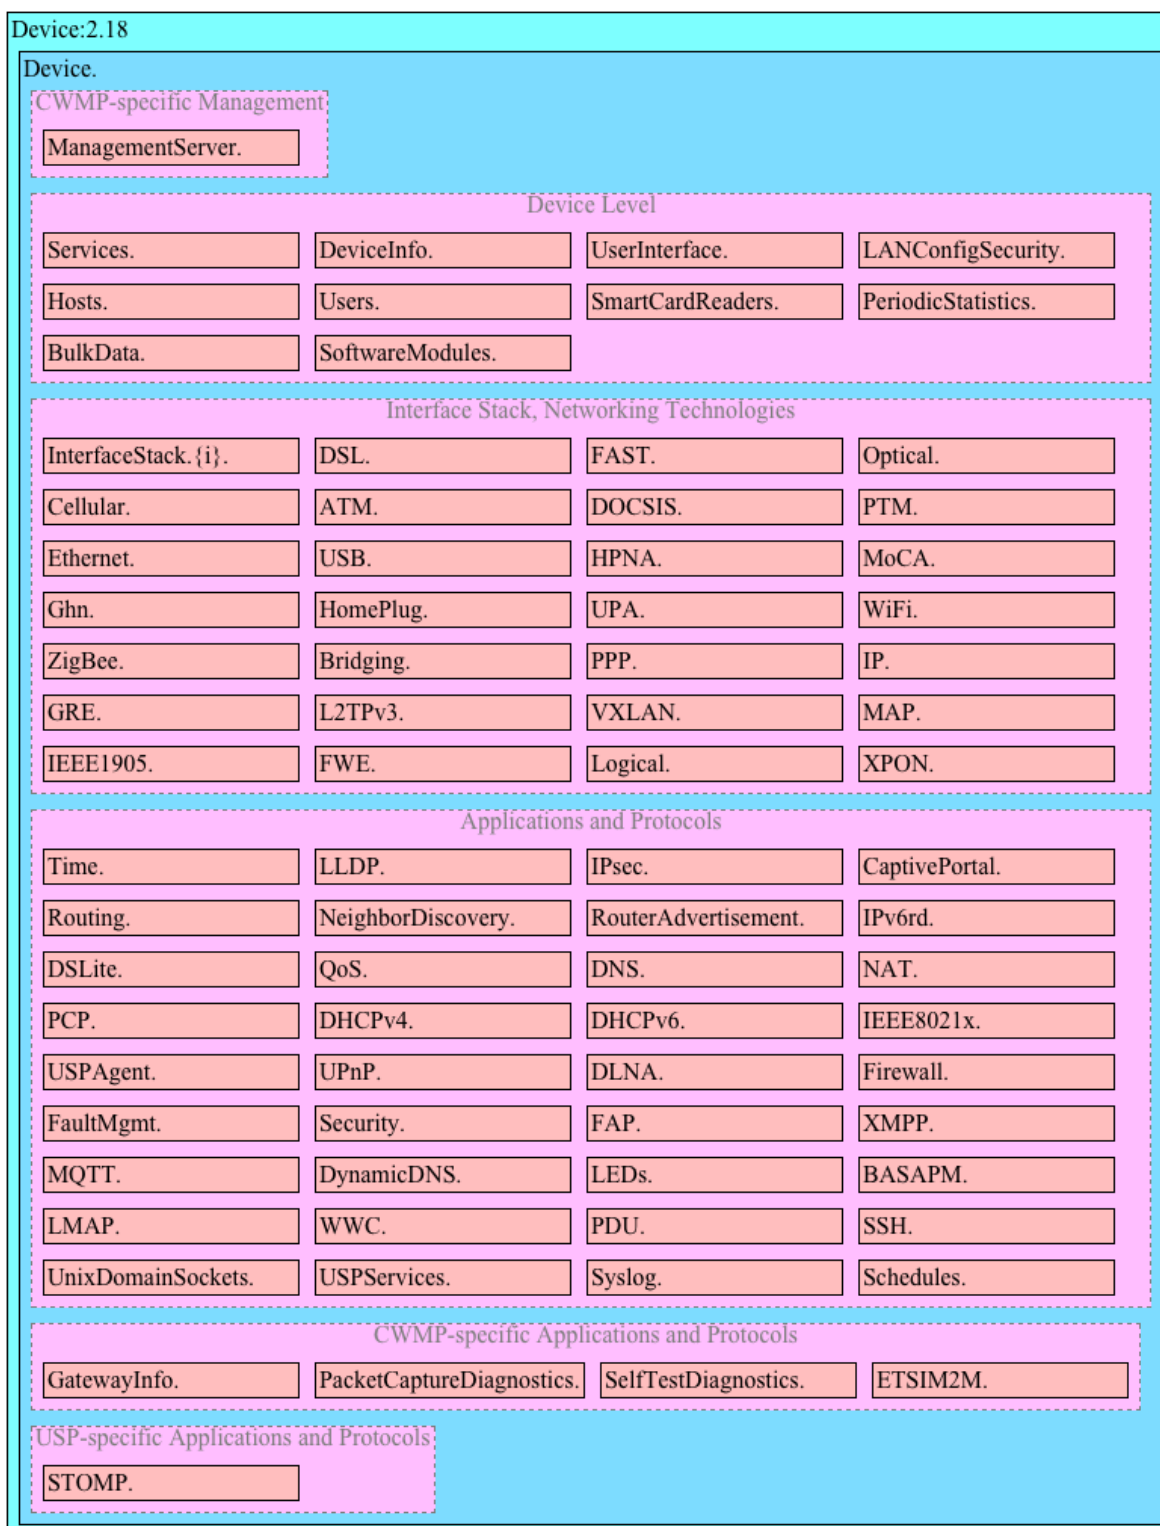 Device:2.18
Device.
CWMP-specific Management
ManagementServer.
Device Level
Services. DeviceInfo. UserInterface. LANConfigSecurity.
Hosts. Users. SmartCardReaders. PeriodicStatistics.
BulkData. SoftwareModules.
Interface Stack, Networking Technologies
InterfaceStack.{i}. DSL. FAST. Optical.
Cellular. ATM. DOCSIS. PTM.
Ethernet. USB. HPNA. MoCA.
Ghn. HomePlug. UPA. WiFi.
ZigBee. Bridging. PPP. IP.
GRE. L2TPv3. VXLAN. MAP.
IEEE1905. FWE. Logical. XPON.
Applications and Protocols
Time. LLDP. IPsec. CaptivePortal.
Routing. NeighborDiscovery. RouterAdvertisement. IPv6rd.
DSLite. QoS. DNS. NAT.
PCP. DHCPv4. DHCPv6. IEEE8021x.
USPAgent. UPnP. DLNA. Firewall.
FaultMgmt. Security. FAP. XMPP.
MQTT. DynamicDNS. LEDs. BASAPM.
LMAP. WWC. PDU. SSH.
UnixDomainSockets. USPServices. Syslog. Schedules.
CWMP-specific Applications and Protocols
GatewayInfo. PacketCaptureDiagnostics. SelfTestDiagnostics. ETSIM2M.
USP-specific Applications and Protocols
STOMP.